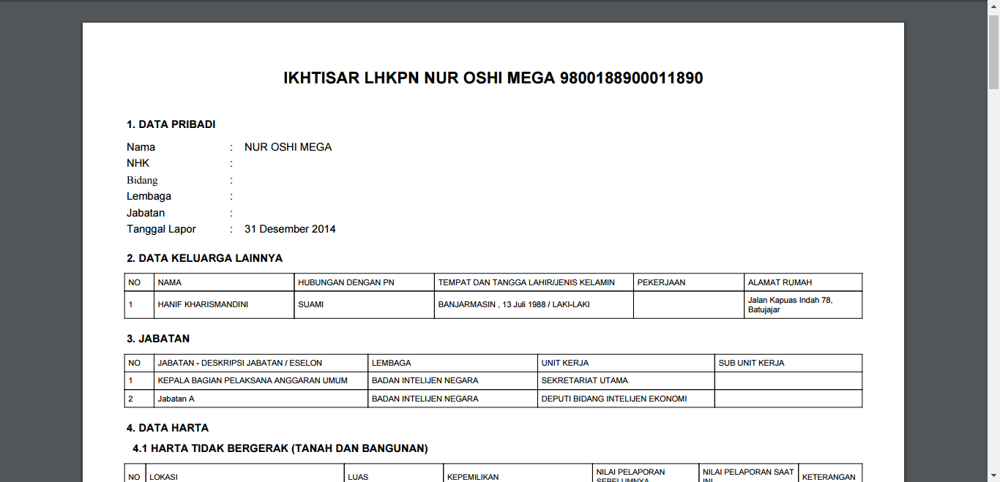 IKHTISAR LHKPN NUR OSHI MEGA 9800188900011890
1. DATA PRIBADI
Nama : NUR OSHI MEGA
NHK :
Bidang :
Lembaga :
Jabatan :
Tanggal Lapor : 31 Desember 2014
2. DATA KELUARGA LAINNYA
NO NAMA HUBUNGAN DENGAN PN TEMPAT DAN TANGGA LAHIR/JENIS KELAMIN PEKERJAAN ALAMAT RUMAH
1 HANIF KHARISMANDINI SUAMI BANJARMASIN , 13 Juli 1988 / LAKI-LAKI Jalan Kapuas Indah 78,
Batujajar
3. JABATAN
NO JABATAN - DESKRIPSI JABATAN / ESELON LEMBAGA UNIT KERJA SUB UNIT KERJA
1 KEPALA BAGIAN PELAKSANA ANGGARAN UMUM BADAN INTELIJEN NEGARA SEKRETARIAT UTAMA
2 Jabatan A BADAN INTELIJEN NEGARA DEPUTI BIDANG INTELIJEN EKONOMI
4. DATA HARTA
4.1 HARTA TIDAK BERGERAK (TANAH DAN BANGUNAN)
NO LOKASI LUAS KEPEMILIKAN NILAI PELAPORAN NILAI PELAPORAN SAAT KETERANGAN
SEBELUMNYA INI